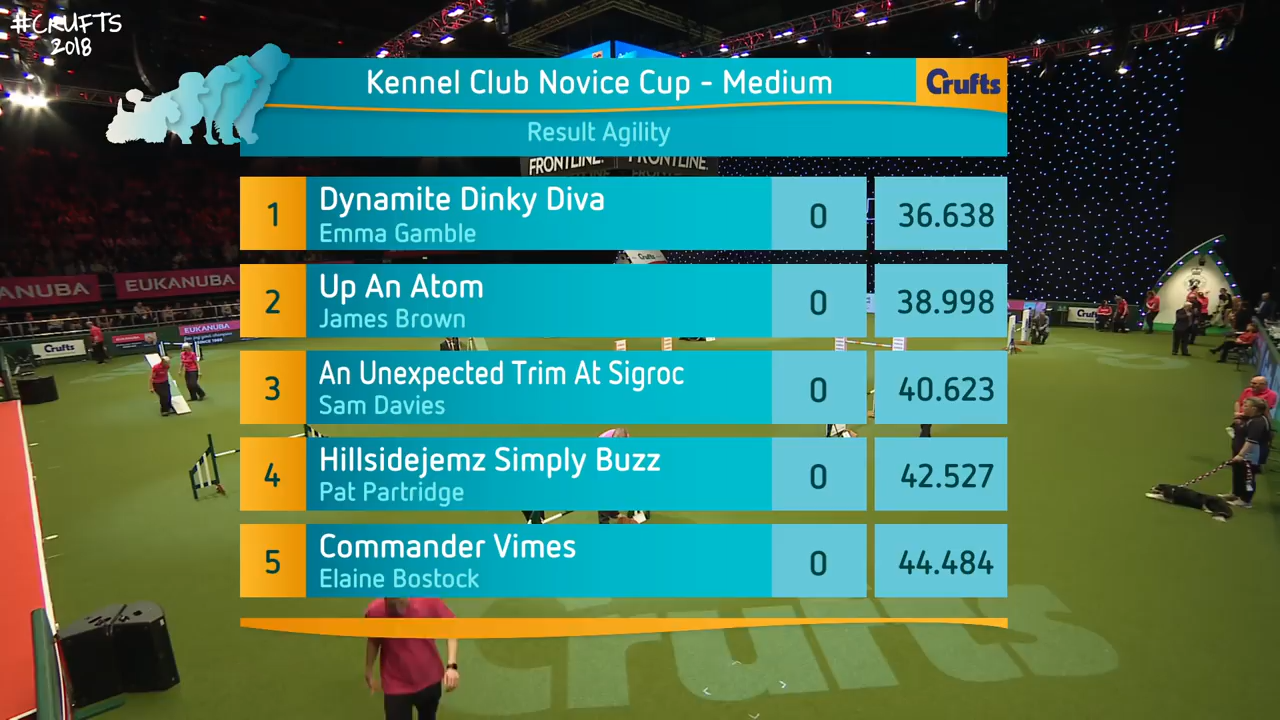 #CRUFTS
2018
Kennel Club Novice Cup - Medium
Crufts
Result Agility
FRONTLINE. FRONTLINE.
1
Dynamite Dinky Diva
Emma Gamble
0
36.638
Crufts
2
Up An Atom
James Brown
0
38.998
EUKANUBA
EUKANUBA
EUKANUBA
Crufts
Crufts
3
An Unexpected Trim At Sigroc
Sam Davies
0
40.623
4
Hillsidejemz Simply Buzz
Pat Partridge
0
42.527
5
Commander Vimes
Elaine Bostock
0
44.484
Crufts